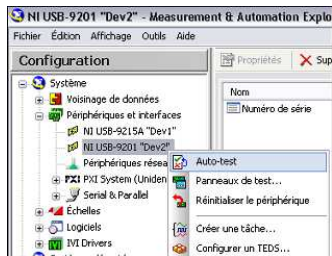 NI USB-9201 "Dev2" - Measurement & Automation Explo
Fichier Édition Affichage Outils Aide
Configuration
Propriétés Sup
Système
Voisinage de données
Périphériques et interfaces
NI USB-9215A "Dev1"
NI USB-9201 "Dev2"
Périphériques résea
PXI PXI System (Uniden
Serial & Parallel
Échelles
Logiciels
IVI Drivers
Nom
Numéro de série
Auto-test
Panneaux de test...
Réinitialiser le périphérique
Créer une tâche...
Configurer un TEDS...